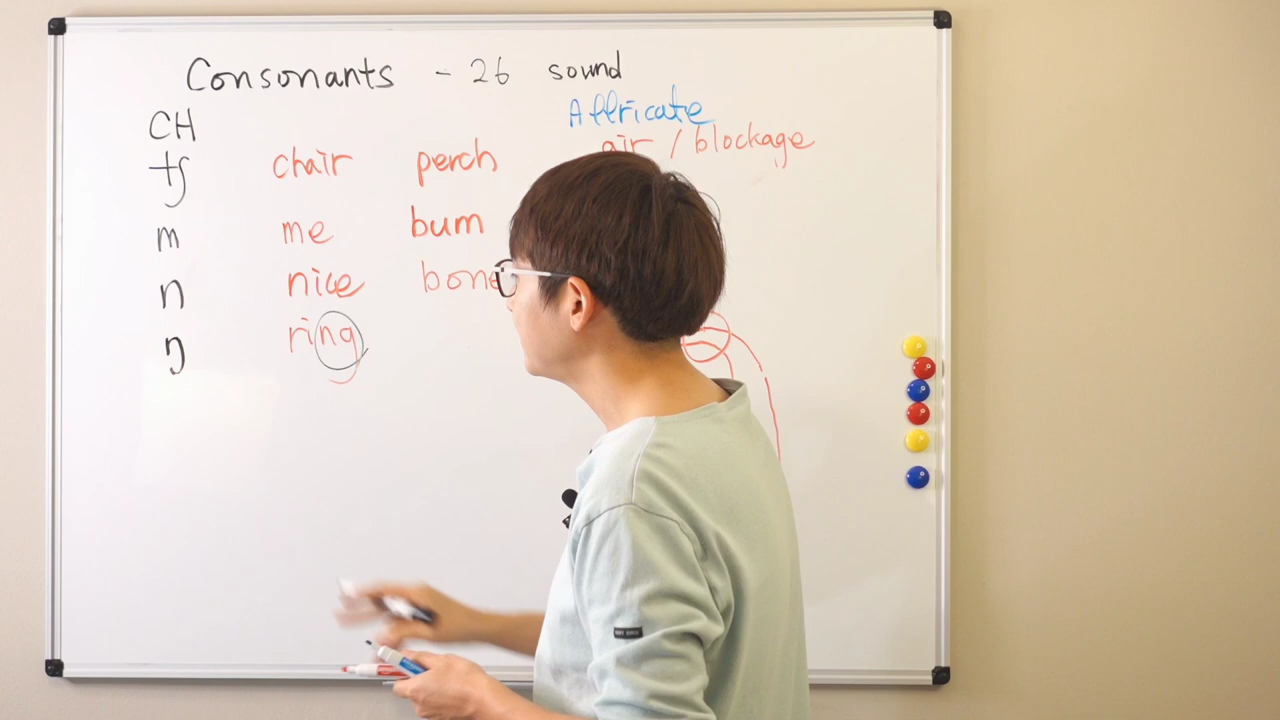 Consonants - 26 sound
Affricate
CH
air / blockage
tʃ chair perch
m me bum
n nice bone
ŋ ring